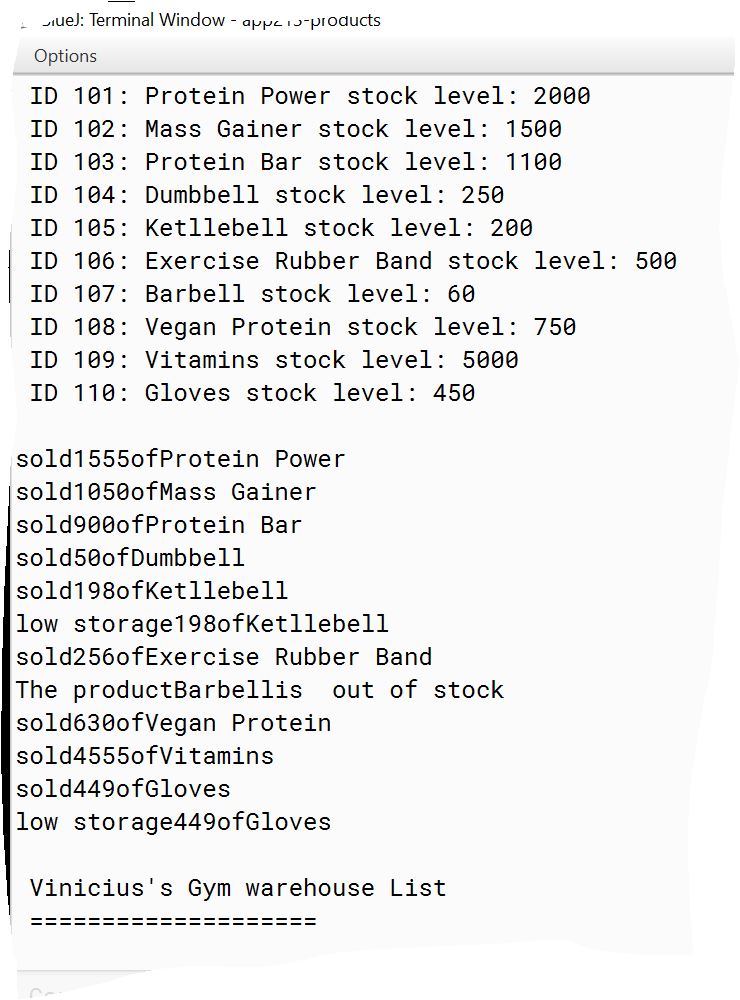 BlueJ: Terminal Window - app21-products
Options
ID 101: Protein Power stock level: 2000
ID 102: Mass Gainer stock level: 1500
ID 103: Protein Bar stock level: 1100
ID 104: Dumbbell stock level: 250
ID 105: Ketllebell stock level: 200
ID 106: Exercise Rubber Band stock level: 500
ID 107: Barbell stock level: 60
ID 108: Vegan Protein stock level: 750
ID 109: Vitamins stock level: 5000
ID 110: Gloves stock level: 450
sold1555ofProtein Power
sold1050ofMass Gainer
sold900ofProtein Bar
sold50ofDumbbell
sold198ofKetllebell
low storage198ofKetllebell
sold256ofExercise Rubber Band
The productBarbellis  out of stock
sold630ofVegan Protein
sold4555ofVitamins
sold449ofGloves
low storage449ofGloves
Vinicius's Gym warehouse List
====================